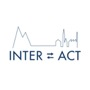 INTER ⇄ ACT